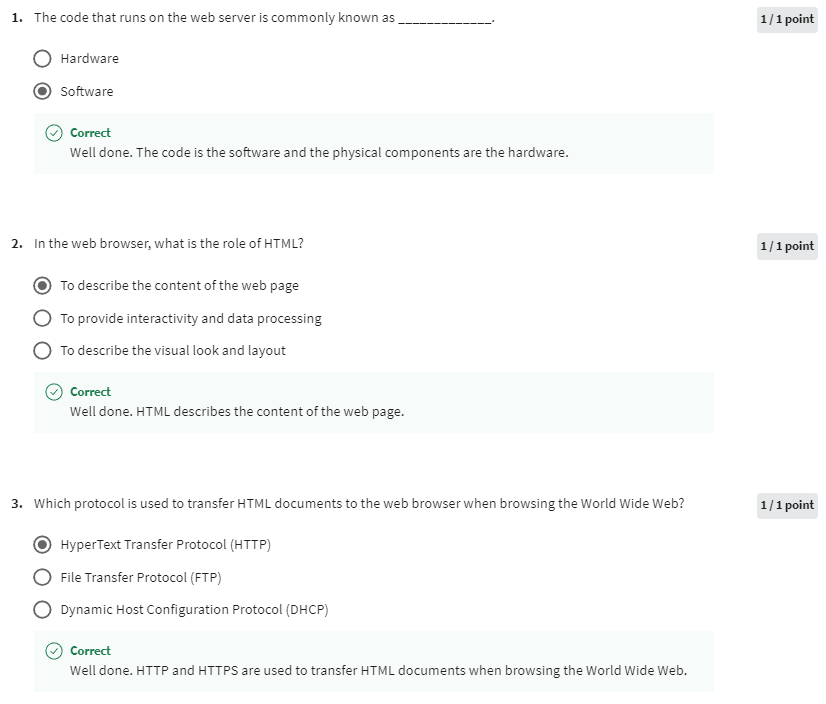 1. The code that runs on the web server is commonly known as _____________.
1 / 1 point
Hardware
Software
Correct
Well done. The code is the software and the physical components are the hardware.
2. In the web browser, what is the role of HTML?
1 / 1 point
To describe the content of the web page
To provide interactivity and data processing
To describe the visual look and layout
Correct
Well done. HTML describes the content of the web page.
3. Which protocol is used to transfer HTML documents to the web browser when browsing the World Wide Web?
1 / 1 point
HyperText Transfer Protocol (HTTP)
File Transfer Protocol (FTP)
Dynamic Host Configuration Protocol (DHCP)
Correct
Well done. HTTP and HTTPS are used to transfer HTML documents when browsing the World Wide Web.